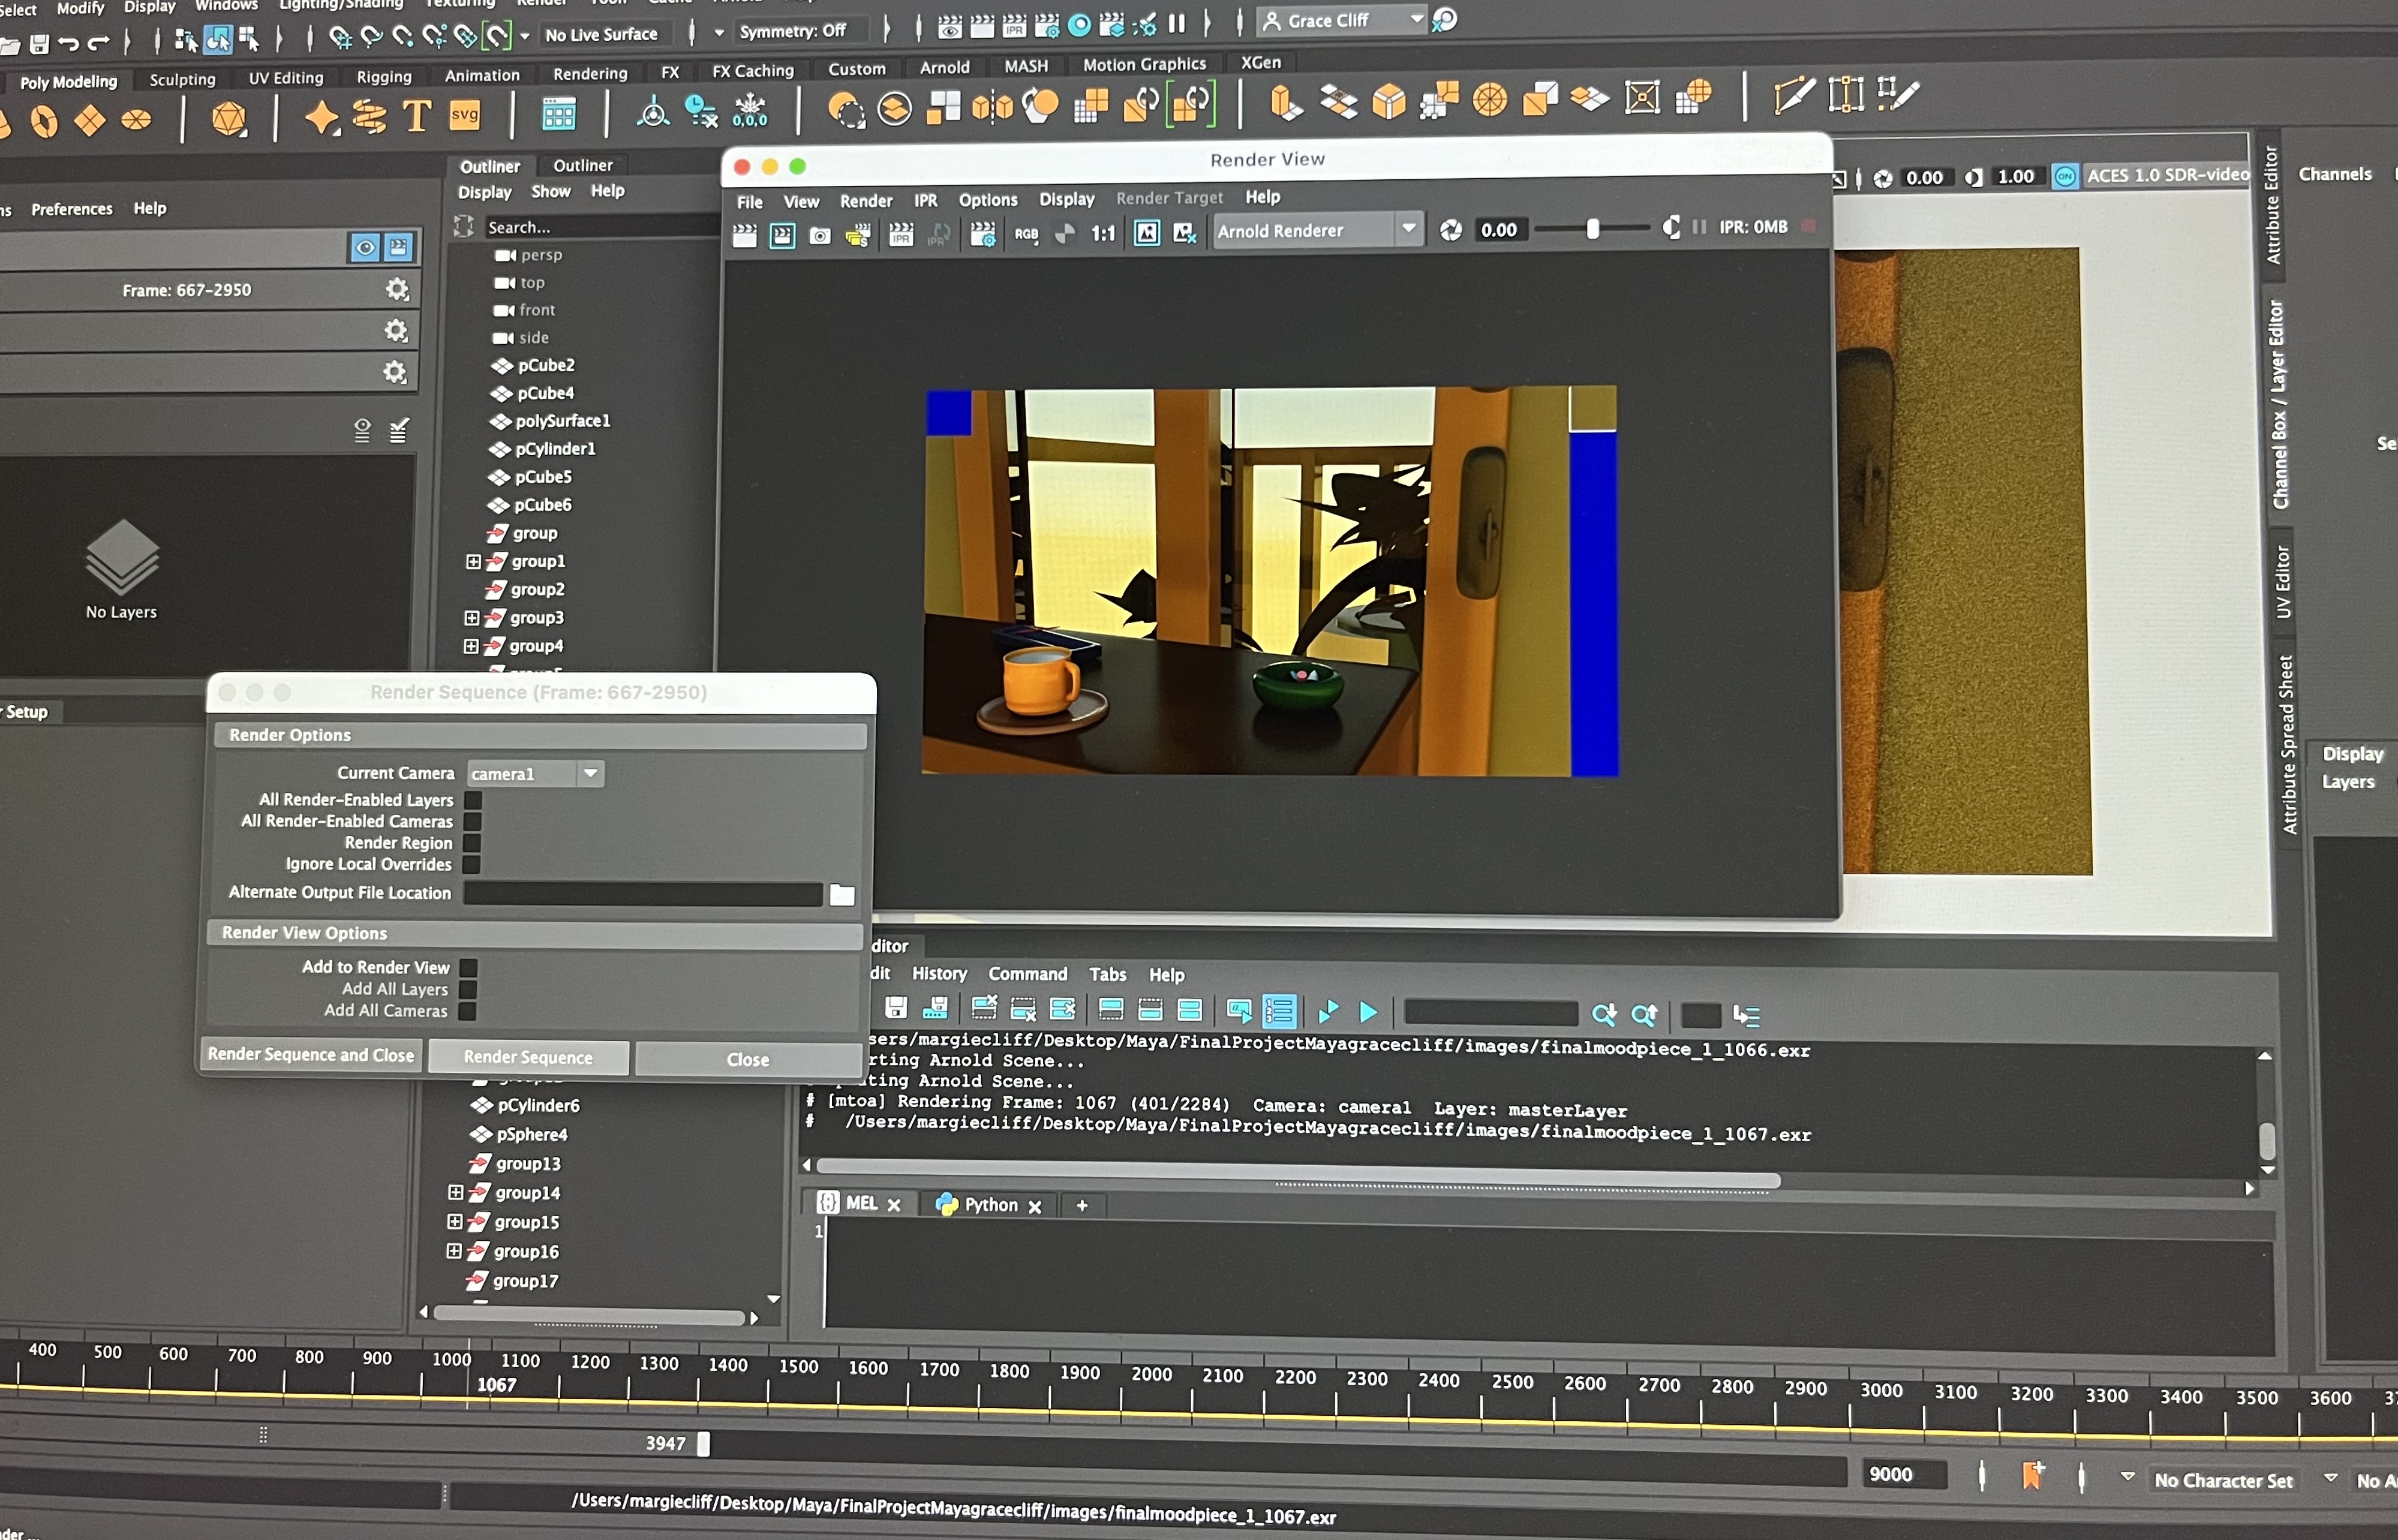 Select Modify Display Windows Lighting/Shading Texturing Render
No Live Surface
Symmetry: Off
IPR
Grace Cliff
Poly Modeling Sculpting UV Editing Rigging Animation Rendering FX FX Caching Custom Arnold MASH Motion Graphics XGen
T
svg
0,0,0
Outliner Outliner
Display Show Help
Search...
Preferences Help
Frame: 667-2950
No Layers
persp
top
front
side
pCube2
pCube4
polySurface1
pCylinder1
pCube5
pCube6
group
group1
group2
group3
group4
Render View
File View Render IPR Options Display Render Target Help
IPR
IPR
RGB
1:1
Arnold Renderer
0.00
IPR: 0MB
0.00
1.00
ON
ACES 1.0 SDR-video
Channels
Attribute Editor
Channel Box / Layer Editor
UV Editor
Attribute Spread Sheet
Display
Layers
Setup
Render Sequence (Frame: 667-2950)
Render Options
Current Camera camera1
All Render-Enabled Layers
All Render-Enabled Cameras
Render Region
Ignore Local Overrides
Alternate Output File Location
Render View Options
Add to Render View
Add All Layers
Add All Cameras
Render Sequence and Close Render Sequence Close
pCylinder6
pSphere4
group13
group14
group15
group16
group17
ditor
dit History Command Tabs Help
sers/margiecliff/Desktop/Maya/FinalProjectMayagracecliff/images/finalmoodpiece_1_1066.exr
rting Arnold Scene...
ating Arnold Scene...
# [mtoa] Rendering Frame: 1067 (401/2284) Camera: camera1 Layer: masterLayer
# /Users/margiecliff/Desktop/Maya/FinalProjectMayagracecliff/images/finalmoodpiece_1_1067.exr
MEL Python +
1
400 500 600 700 800 900 1000 1100 1200 1300 1400 1500 1600 1700 1800 1900 2000 2100 2200 2300 2400 2500 2600 2700 2800 2900 3000 3100 3200 3300 3400 3500 3600
1067
3947
9000
No Character Set
No A
/Users/margiecliff/Desktop/Maya/FinalProjectMayagracecliff/images/finalmoodpiece_1_1067.exr